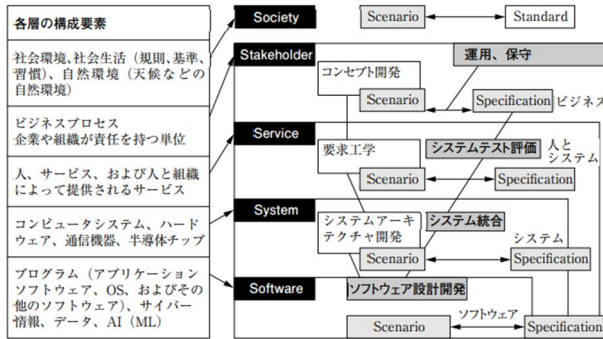 各層の構成要素
社会環境、社会生活（規則、基準、
習慣）、自然環境（天候などの
自然環境）
ビジネスプロセス
企業や組織が責任を持つ単位
人、サービス、および人と組織
によって提供されるサービス
コンピュータシステム、ハード
ウェア、通信機器、半導体チップ
プログラム（アプリケーション
ソフトウェア、OS、およびその
他のソフトウェア）、サイバー
情報、データ、AI（ML）
Society
Scenario
Standard
Stakeholder
運用、保守
コンセプト開発
Scenario
Specification
ビジネス
Service
要求工学
システムテスト評価
人と
システム
Scenario
Specification
System
システムアーキ
テクチャ開発
システム統合
システム
Scenario
Specification
Software
ソフトウェア設計開発
ソフトウェア
Scenario
Specification